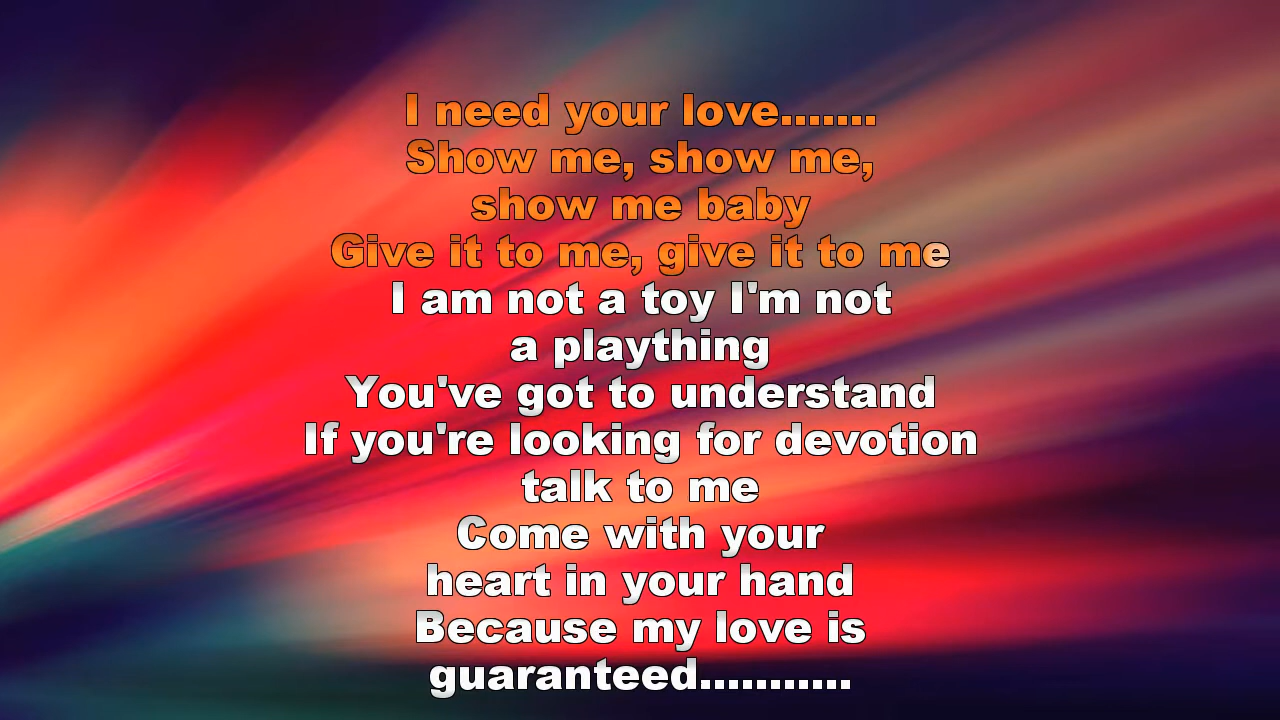 I need your love.......
Show me, show me,
show me baby
Give it to me, give it to me
I am not a toy I'm not
a plaything
You've got to understand
If you're looking for devotion
talk to me
Come with your
heart in your hand
Because my love is
guaranteed...........